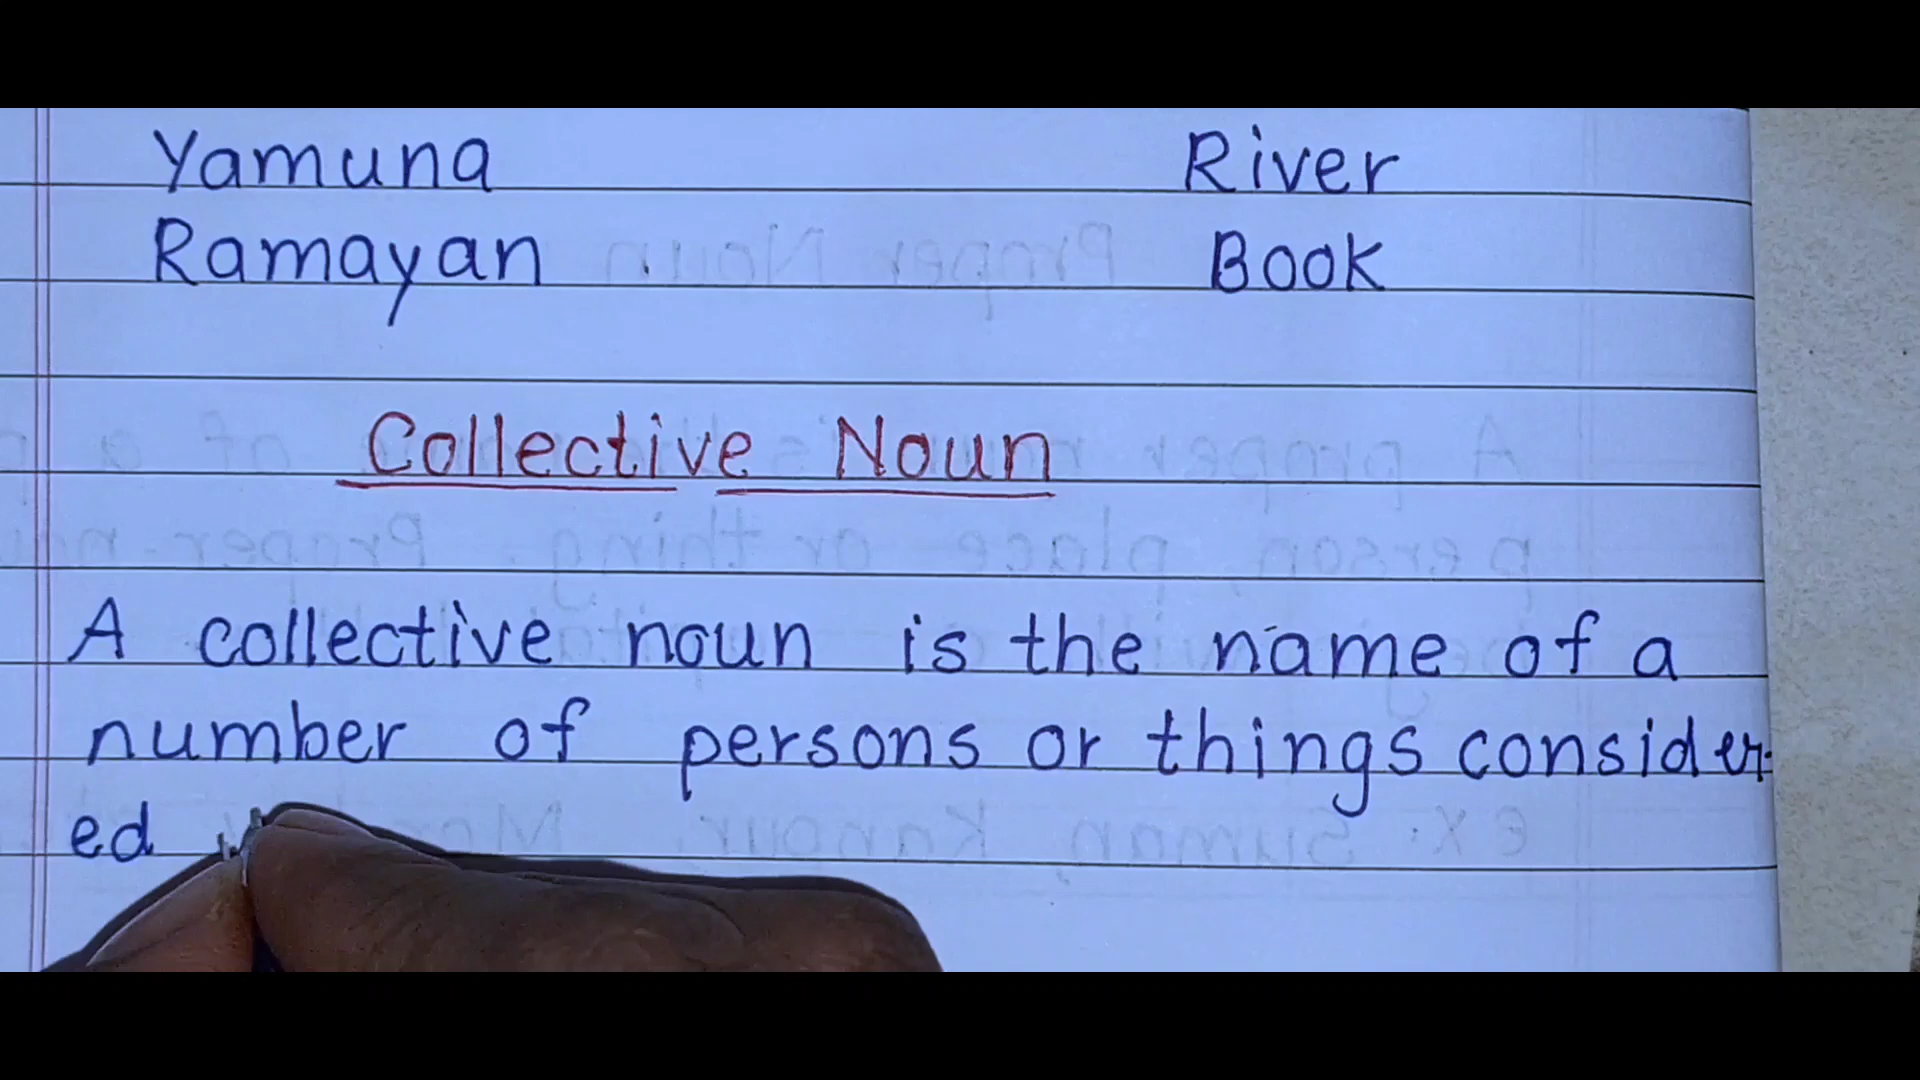 Yamuna River
Ramayan Book
Collective Noun
A collective noun is the name of a
number of persons or things consider-
ed